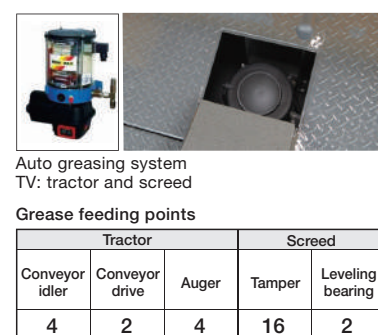 Auto greasing system
TV: tractor and screed
Grease feeding points
Tractor Screed
Conveyor idler Conveyor drive Auger Tamper Leveling bearing
4 2 4 16 2